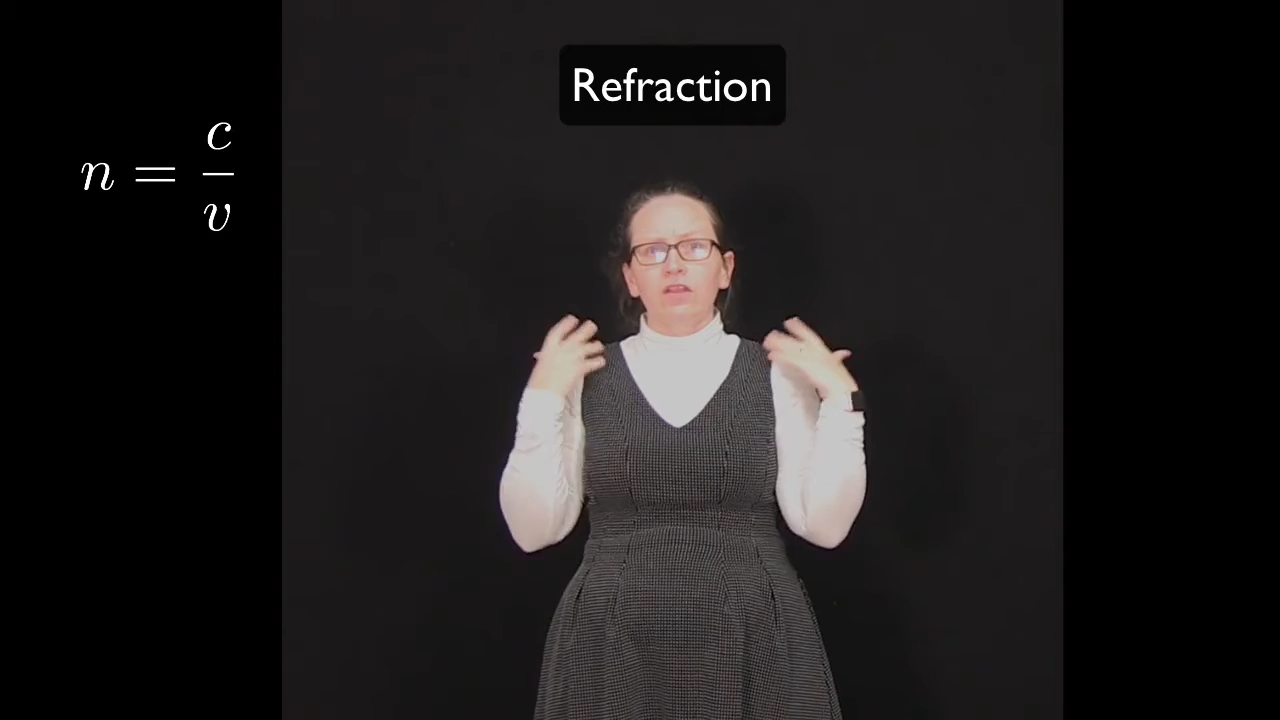 Refraction
n = c/v